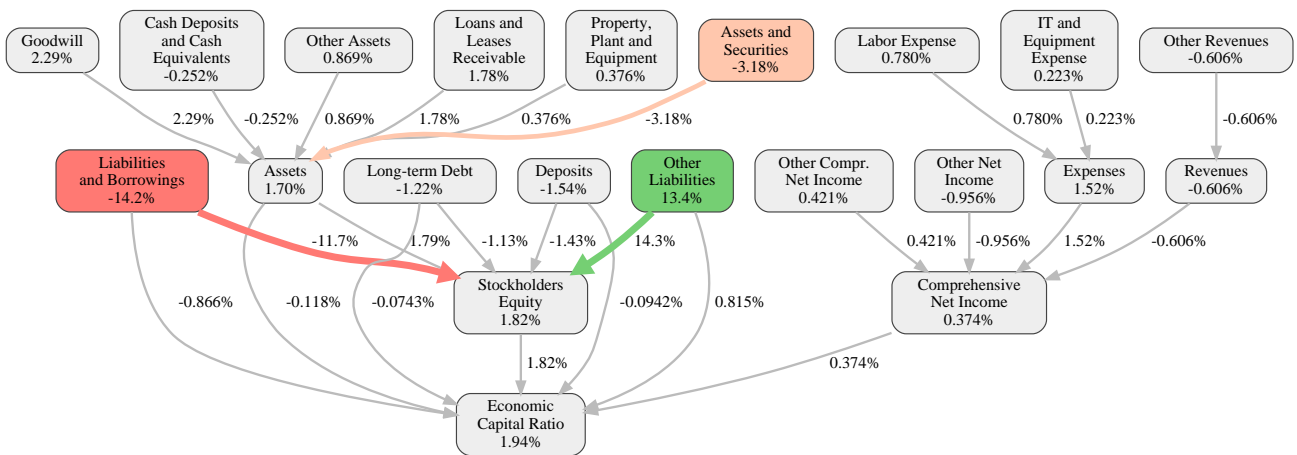 Goodwill
2.29%
Cash Deposits
and Cash
Equivalents
-0.252%
Other Assets
0.869%
Loans and
Leases
Receivable
1.78%
Property,
Plant and
Equipment
0.376%
Assets and
Securities
-3.18%
Labor Expense
0.780%
IT and
Equipment
Expense
0.223%
Other Revenues
-0.606%
2.29%
-0.252%
0.869%
1.78%
0.376%
-3.18%
0.780%
0.223%
-0.606%
Liabilities
and Borrowings
-14.2%
Assets
1.70%
Long-term Debt
-1.22%
Deposits
-1.54%
Other
Liabilities
13.4%
Other Compr.
Net Income
0.421%
Other Net
Income
-0.956%
Expenses
1.52%
Revenues
-0.606%
-11.7%
1.79%
-1.13%
-1.43%
14.3%
0.421%
-0.956%
1.52%
-0.606%
-0.866%
-0.118%
-0.0743%
Stockholders
Equity
1.82%
-0.0942%
0.815%
Comprehensive
Net Income
0.374%
1.82%
0.374%
Economic
Capital Ratio
1.94%